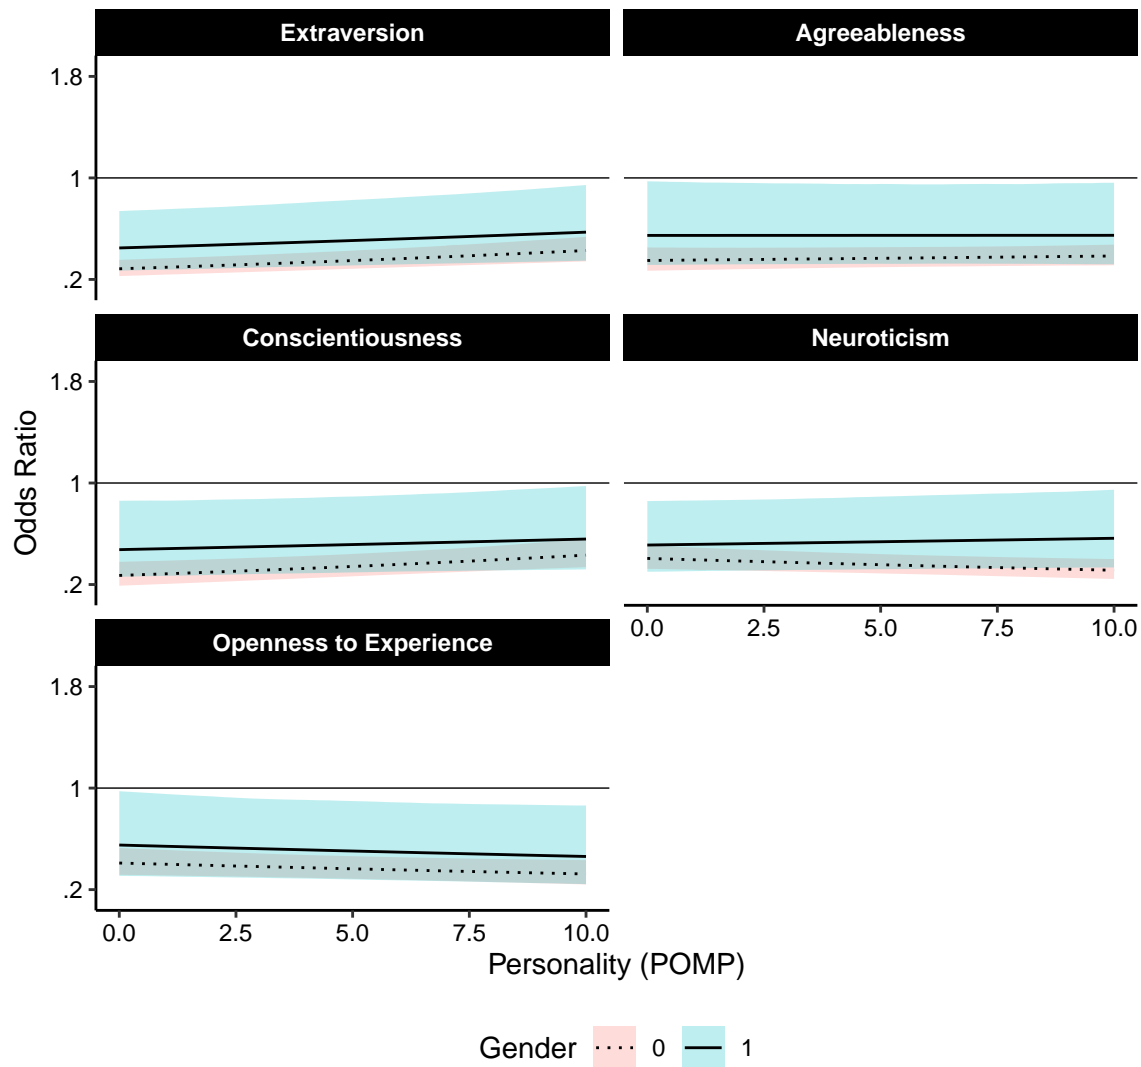 Extraversion
Agreeableness
1.8
1
.2
Conscientiousness
Neuroticism
1.8
1
.2
0.0 2.5 5.0 7.5 10.0
Openness to Experience
1.8
1
.2
0.0 2.5 5.0 7.5 10.0
Odds Ratio
Personality (POMP)
Gender 0 1